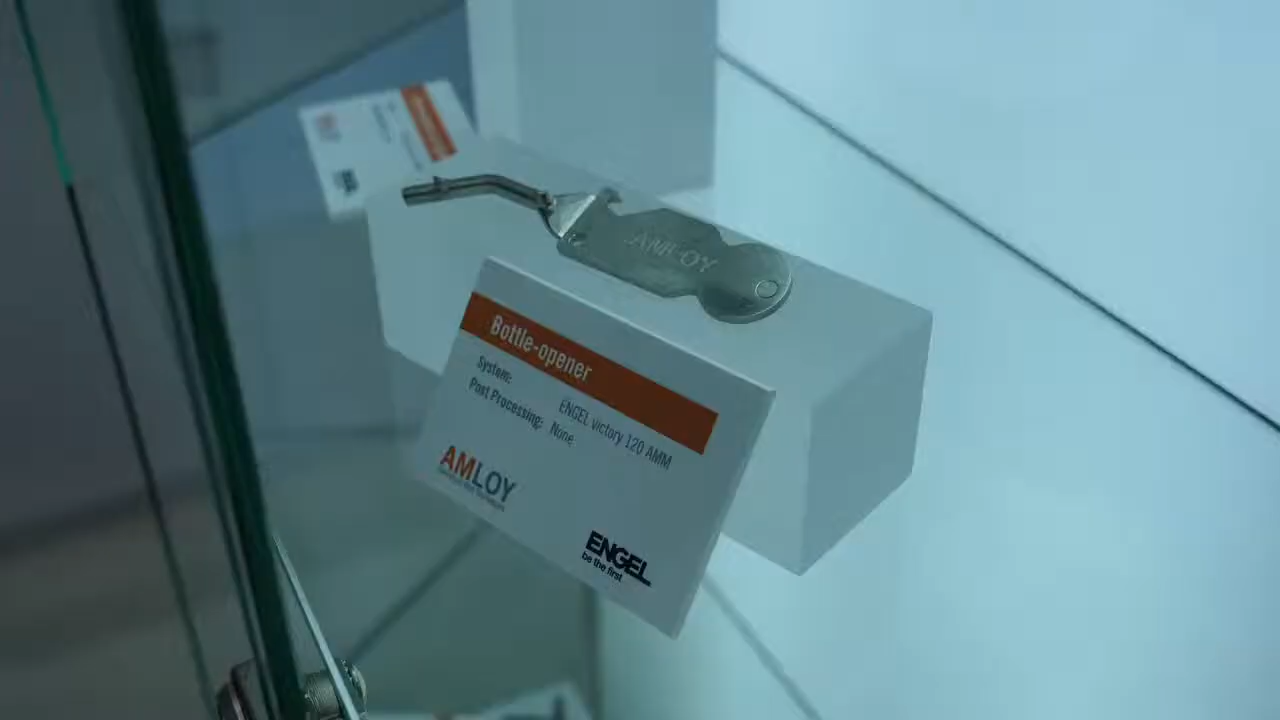 AMLOY
Bottle-opener
System:
ENGEL victory 120 AMM
Post Processing: None
AMLOY
ENGEL
be the first